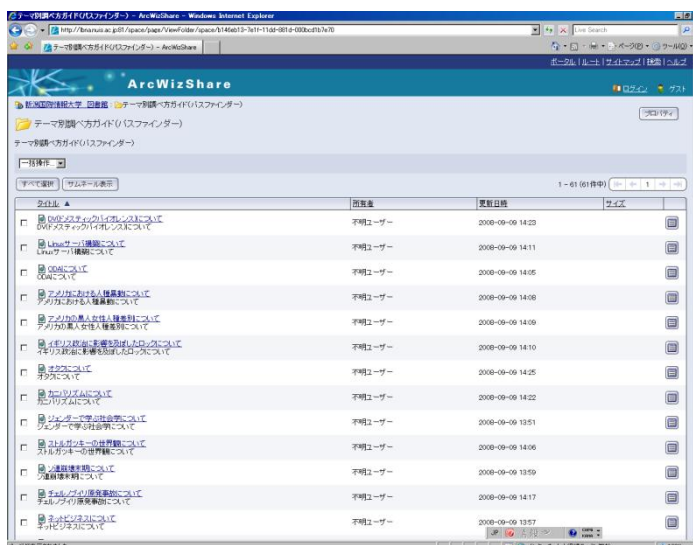 テーマ別調べ方ガイド(パスファインダー) - ArcWizShare - Windows Internet Explorer
Live Search
テーマ別調べ方ガイド(パスファインダー) - ArcWizShare
ページ(P) ツール(O)
ポータル | ルート | サイトマップ | 検索 | ヘルプ
ArcWizShare
ログイン ゲスト
新潟国際情報大学 図書館 : テーマ別調べ方ガイド(パスファインダー)
プロパティ
テーマ別調べ方ガイド(パスファインダー)
テーマ別調べ方ガイド(パスファインダー)
一括操作...
すべて選択 サムネール表示 1 - 61 (61件中) 1
タイトル ▲ 所有者 更新日時 サイズ
DV(ドメスティックバイオレンス)について
DV(ドメスティックバイオレンス)について 不明ユーザー 2008-09-09 14:23
Linuxサーバ構築について
Linuxサーバ構築について 不明ユーザー 2008-09-09 14:11
ODAについて
ODAについて 不明ユーザー 2008-09-09 14:05
アメリカにおける人種暴動について
アメリカにおける人種暴動について 不明ユーザー 2008-09-09 14:08
アメリカの黒人女性人種差別について
アメリカの黒人女性人種差別について 不明ユーザー 2008-09-09 14:09
イギリス政治に影響を及ぼしたロックについて
イギリス政治に影響を及ぼしたロックについて 不明ユーザー 2008-09-09 14:10
オタクについて
オタクについて 不明ユーザー 2008-09-09 14:25
カニバリズムについて
カニバリズムについて 不明ユーザー 2008-09-09 14:22
ジェンダーで学ぶ社会学について
ジェンダーで学ぶ社会学について 不明ユーザー 2008-09-09 13:51
ストルガツキーの世界観について
ストルガツキーの世界観について 不明ユーザー 2008-09-09 14:06
ソ連崩壊末期について
ソ連崩壊末期について 不明ユーザー 2008-09-09 13:59
チェルノブイリ原発事故について
チェルノブイリ原発事故について 不明ユーザー 2008-09-09 14:17
ネットビジネスについて
ネットビジネスについて 不明ユーザー 2008-09-09 13:57
JP